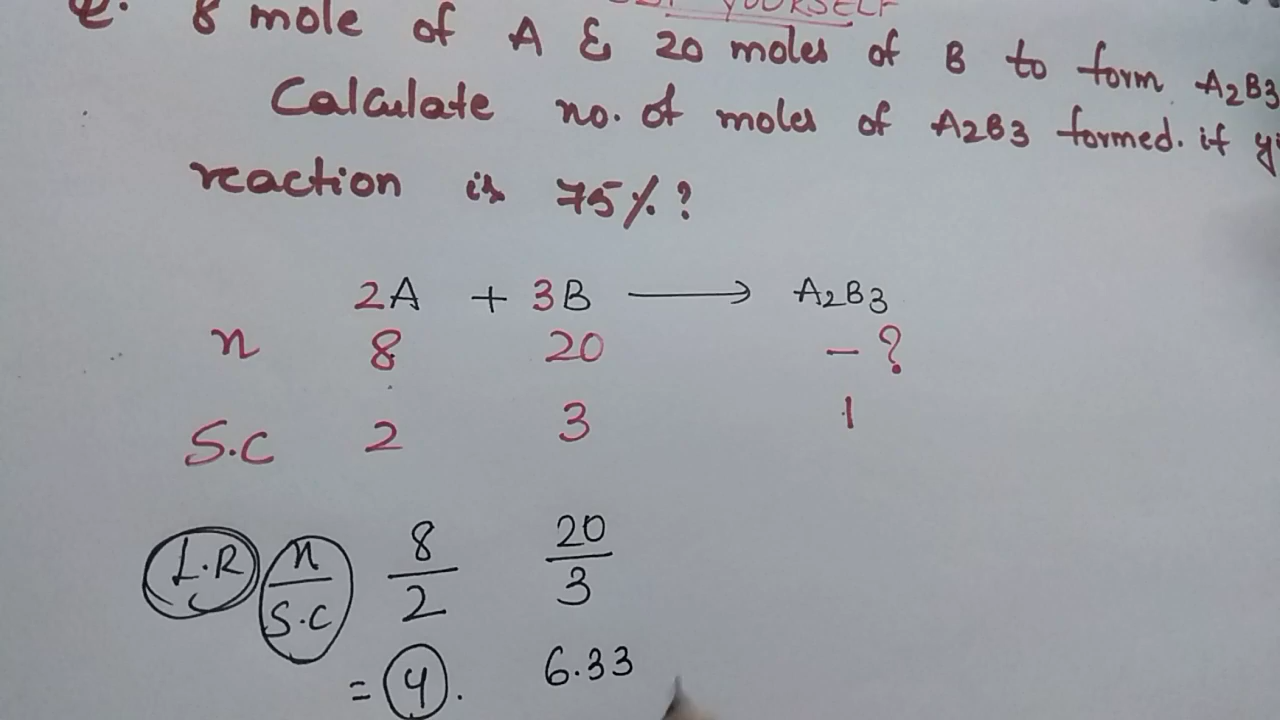 YOURSELF
Q. 8 mole of A & 20 moles of B to form A2B3
Calculate no. of moles of A2B3 formed. if
reaction is 75%?
2A + 3B ⟶ A2B3
n 8 20 - ?
S.C 2 3 1
L.R n/S.C 8/2 20/3
= 4. 6.33